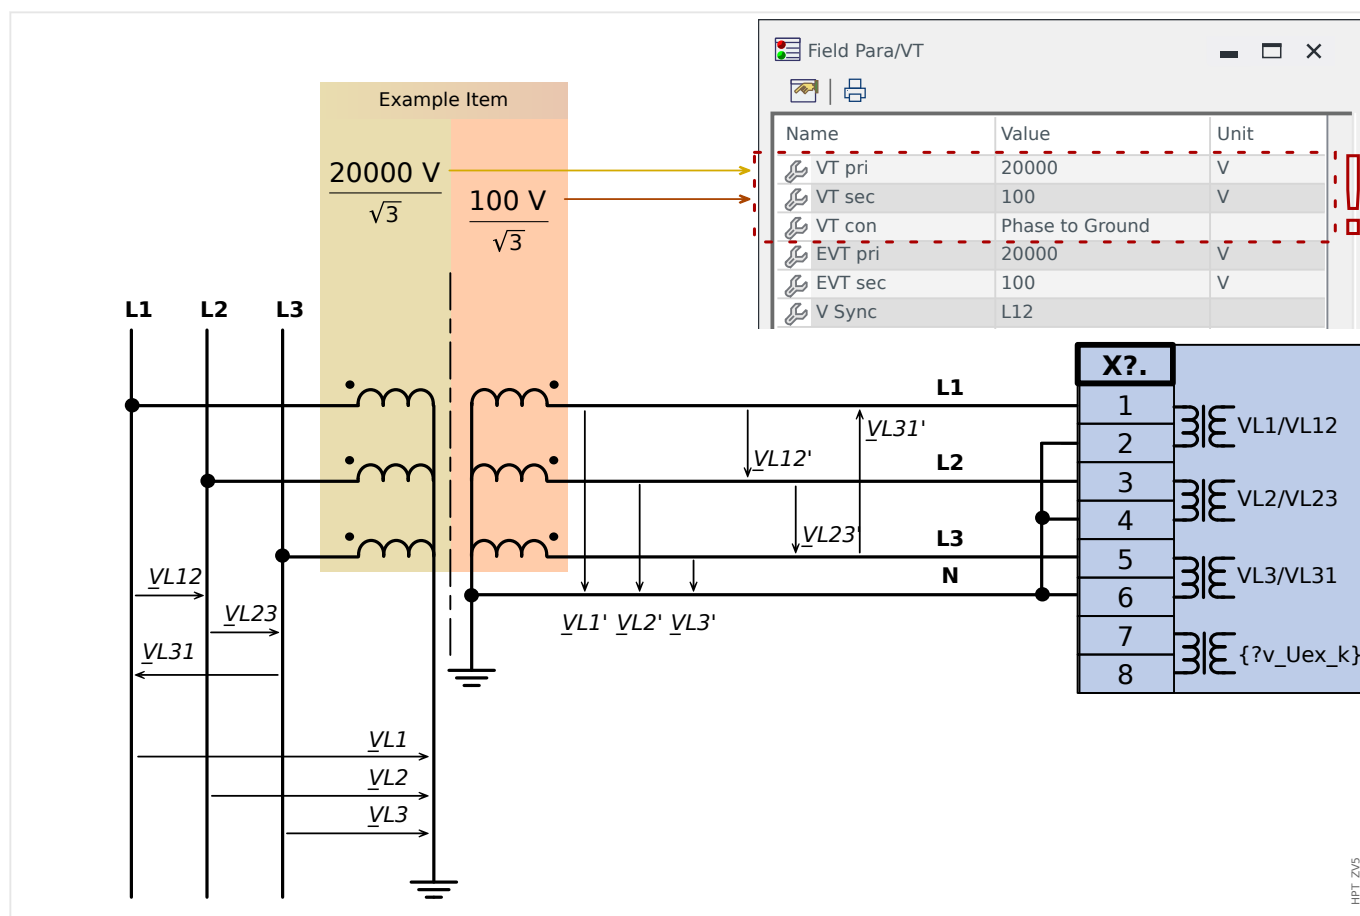 Field Para/VT
Example Item
Name Value Unit
VT pri 20000 V
VT sec 100 V
VT con Phase to Ground
EVT pri 20000 V
EVT sec 100 V
V Sync L12
20000 V
√3
100 V
√3
L1 L2 L3
X?.
L1
1
VL1/VL12
VL31'
2
VL12'
L2
3
VL2/VL23
4
VL23'
L3
5
VL3/VL31
N
6
VL12
VL23
VL1' VL2' VL3'
7
{?v_Uex_k}
VL31
8
VL1
VL2
VL3
HPT_ZV5